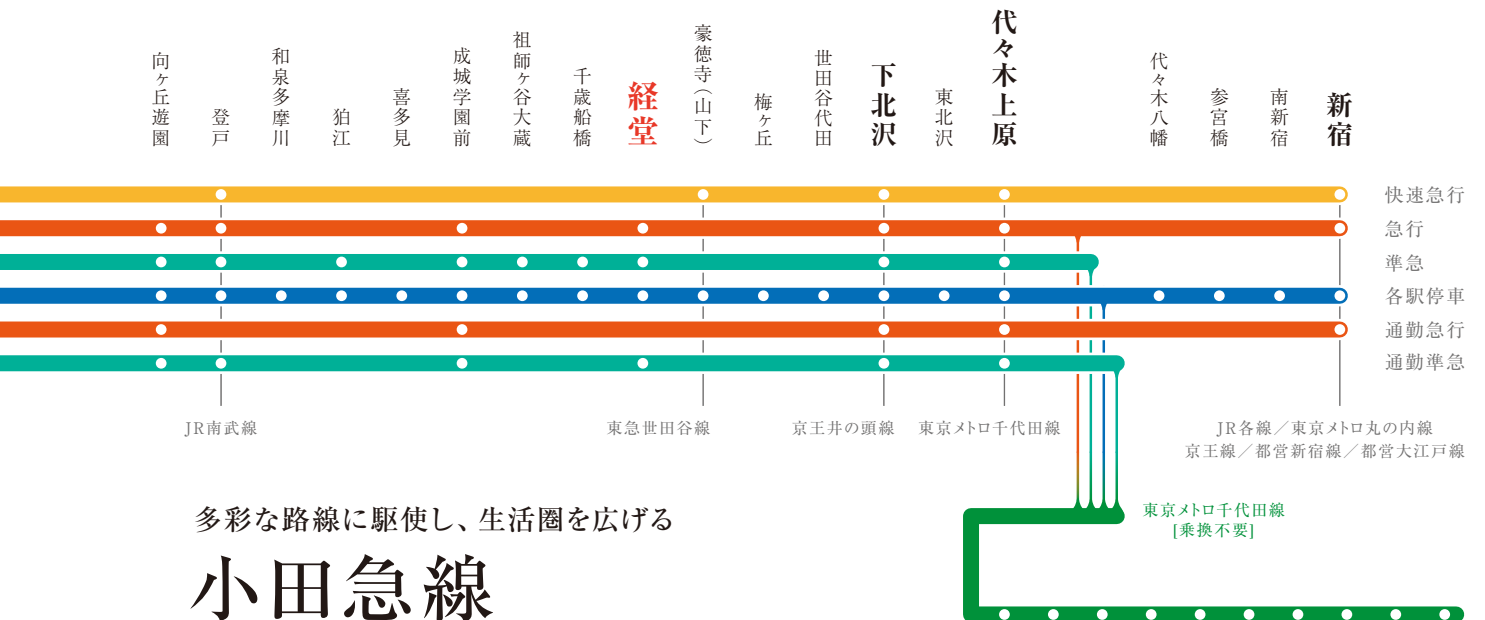 向ヶ丘遊園
登戸
和泉多摩川
狛江
喜多見
成城学園前
祖師ヶ谷大蔵
千歳船橋
経堂
豪徳寺（山下）
梅ヶ丘
世田谷代田
下北沢
東北沢
代々木上原
代々木八幡
参宮橋
南新宿
新宿
快速急行
急行
準急
各駅停車
通勤急行
通勤準急
JR南武線
東急世田谷線
京王井の頭線
東京メトロ千代田線
JR各線／東京メトロ丸の内線
京王線／都営新宿線／都営大江戸線
東京メトロ千代田線
[乗換不要]
多彩な路線に駆使し、生活圏を広げる
小田急線